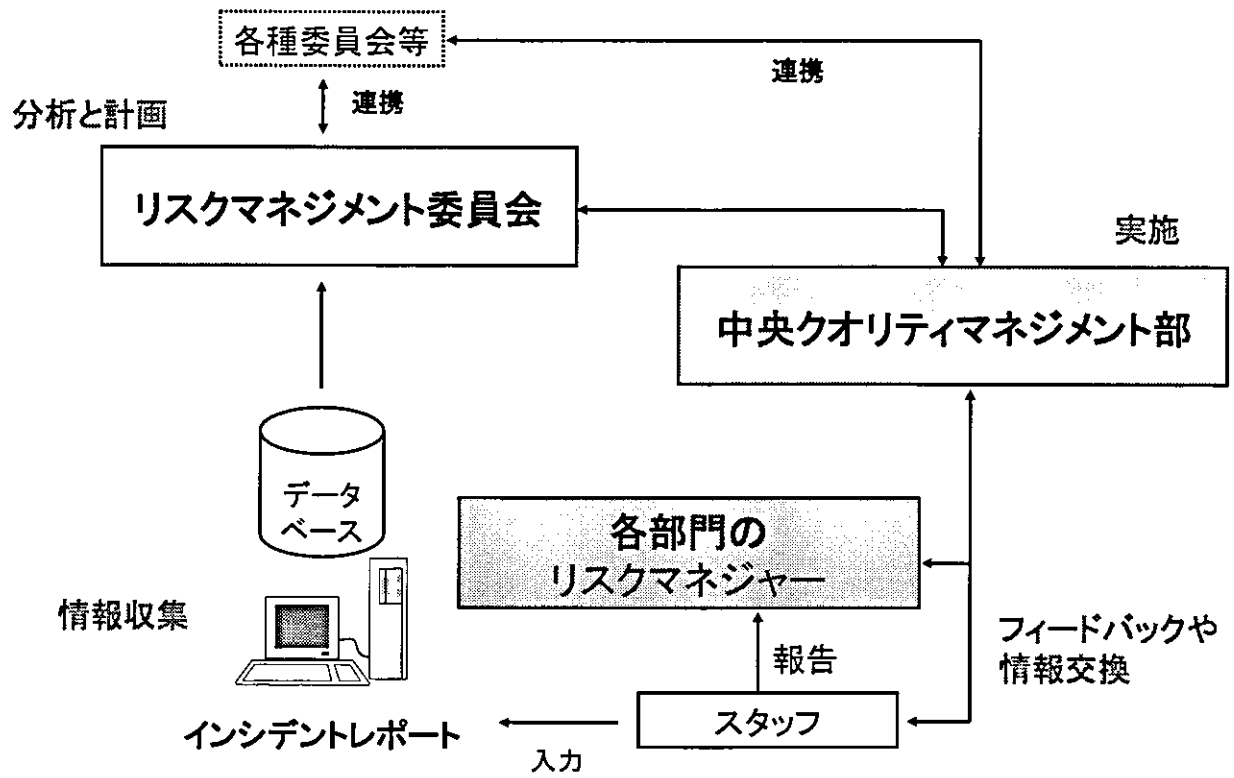 各種委員会等
連携
連携
分析と計画
リスクマネジメント委員会
実施
中央クオリティマネジメント部
データ
ベース
各部門の
リスクマネジャー
情報収集
フィードバックや
情報交換
報告
スタッフ
インシデントレポート
入力